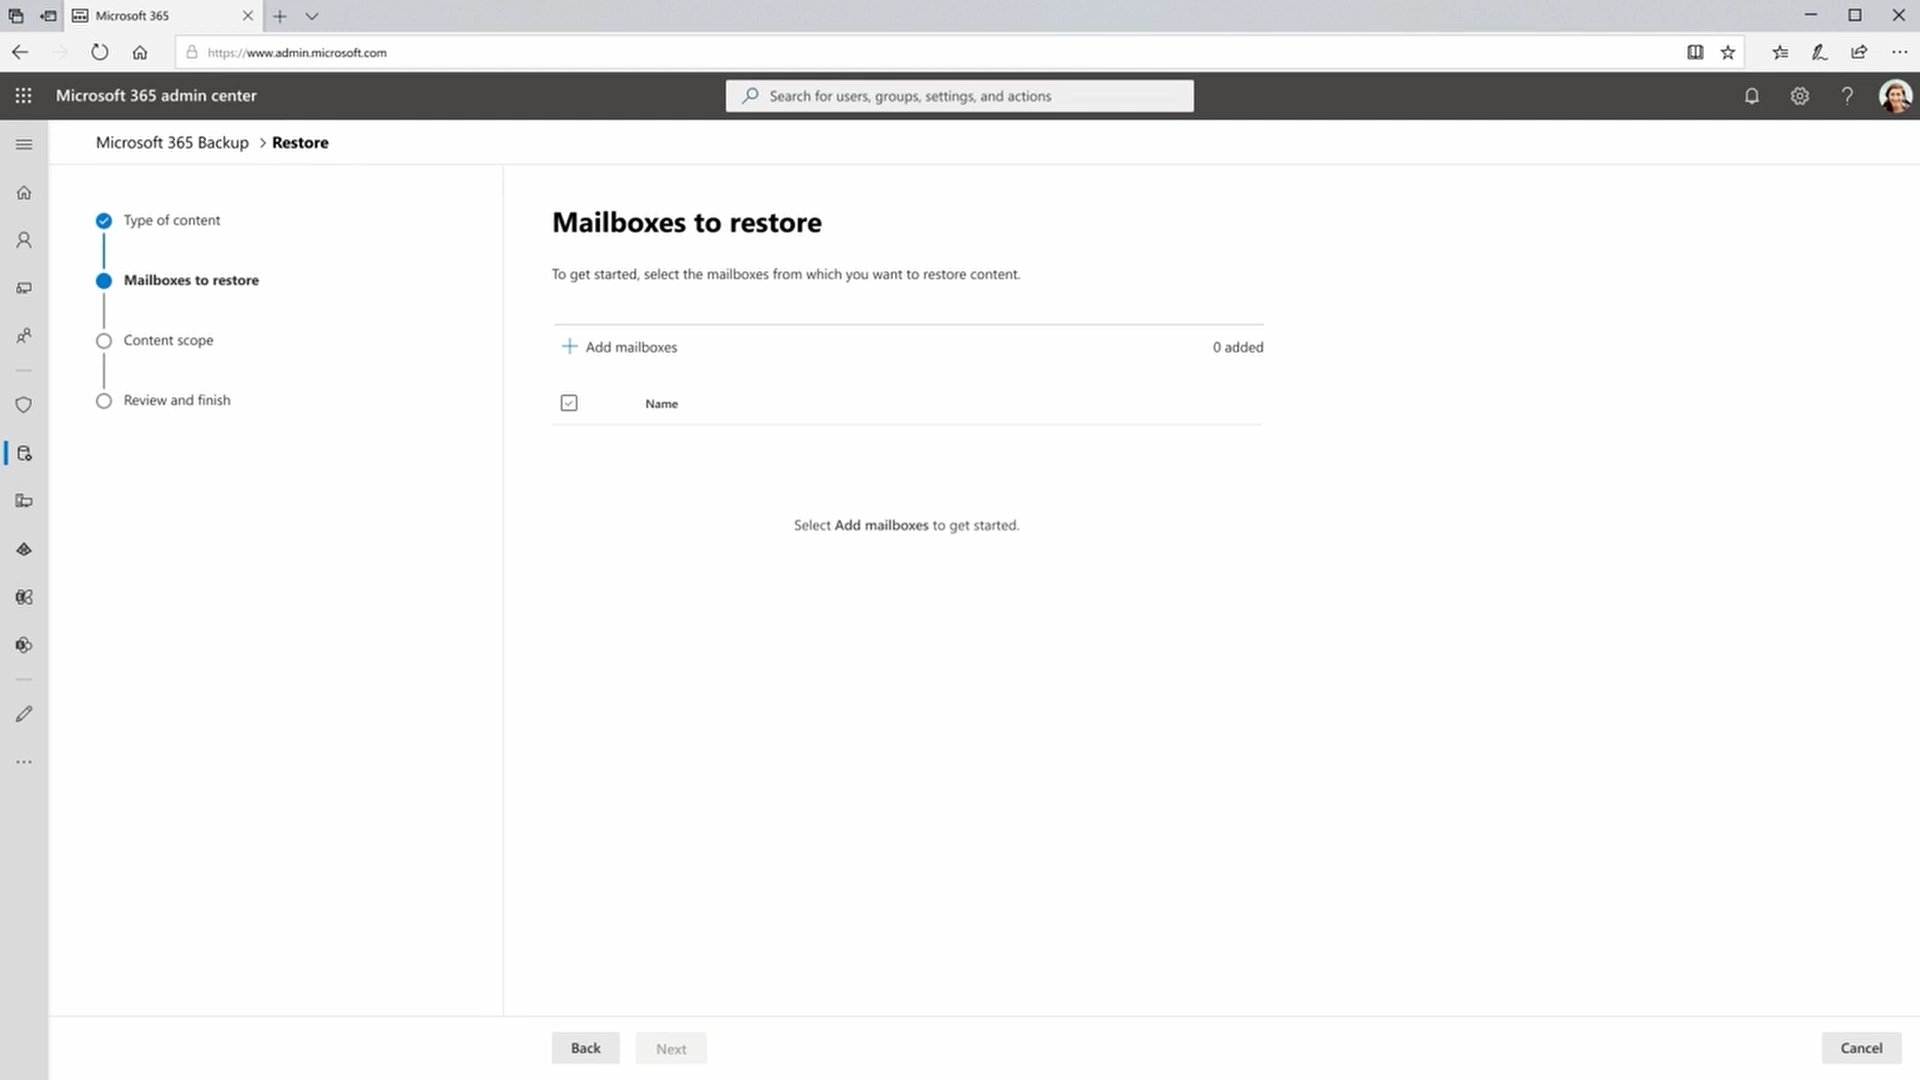 Microsoft 365
https://www.admin.microsoft.com
Microsoft 365 admin center
Search for users, groups, settings, and actions
Microsoft 365 Backup > Restore
Type of content
Mailboxes to restore
Content scope
Review and finish
Mailboxes to restore
To get started, select the mailboxes from which you want to restore content.
Add mailboxes
0 added
Name
Select Add mailboxes to get started.
Back
Next
Cancel